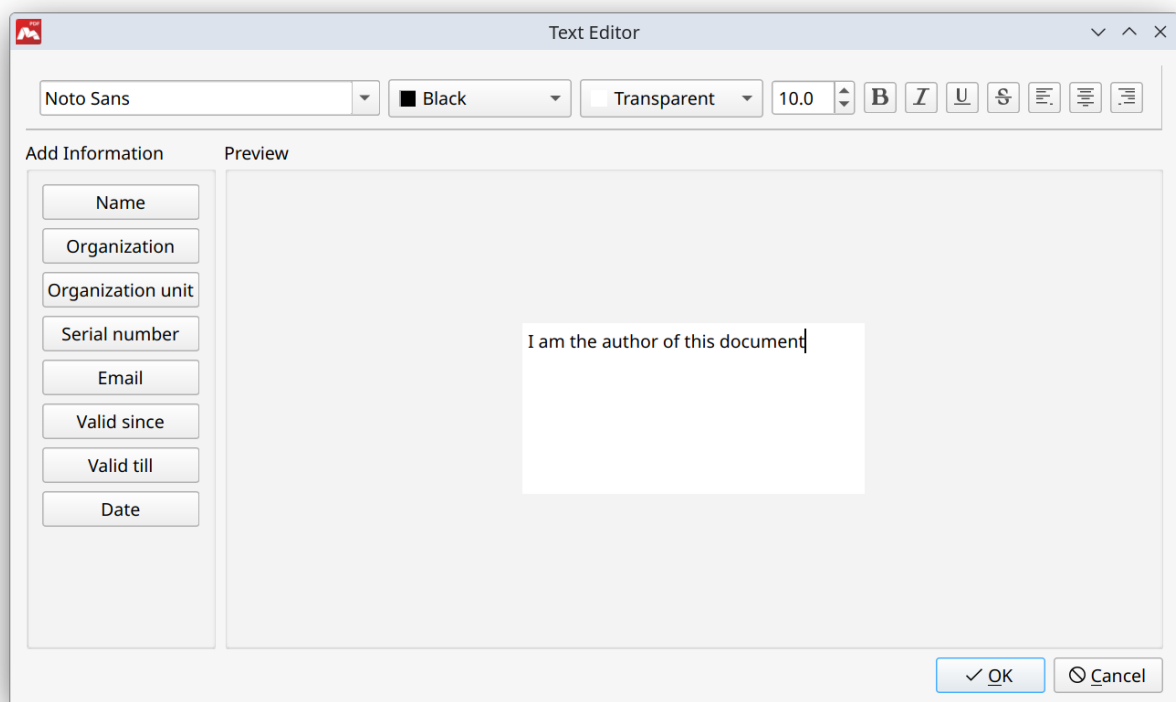 PDF
Text Editor
Noto Sans
Black
Transparent
10.0
B I U S
Add Information
Preview
Name
Organization
Organization unit
Serial number
Email
Valid since
Valid till
Date
I am the author of this document
OK
Cancel